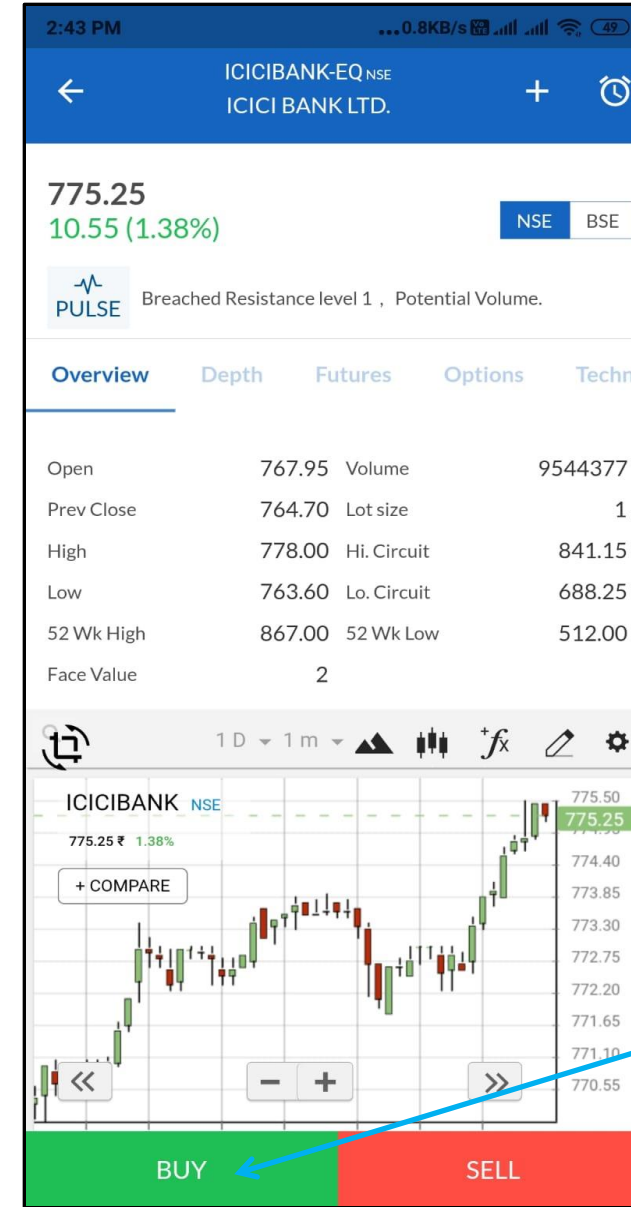 2:43 PM ...0.8KB/s 49
ICICIBANK-EQ NSE
ICICI BANK LTD.
775.25
10.55 (1.38%)
NSE BSE
PULSE Breached Resistance level 1 , Potential Volume.
Overview Depth Futures Options Techn
Open 767.95 Volume 9544377
Prev Close 764.70 Lot size 1
High 778.00 Hi. Circuit 841.15
Low 763.60 Lo. Circuit 688.25
52 Wk High 867.00 52 Wk Low 512.00
Face Value 2
1 D 1 m +fx
ICICIBANK NSE
775.25 ₹ 1.38%
+ COMPARE
775.50
775.25
774.40
773.85
773.30
772.75
772.20
771.65
771.10
770.55
BUY SELL